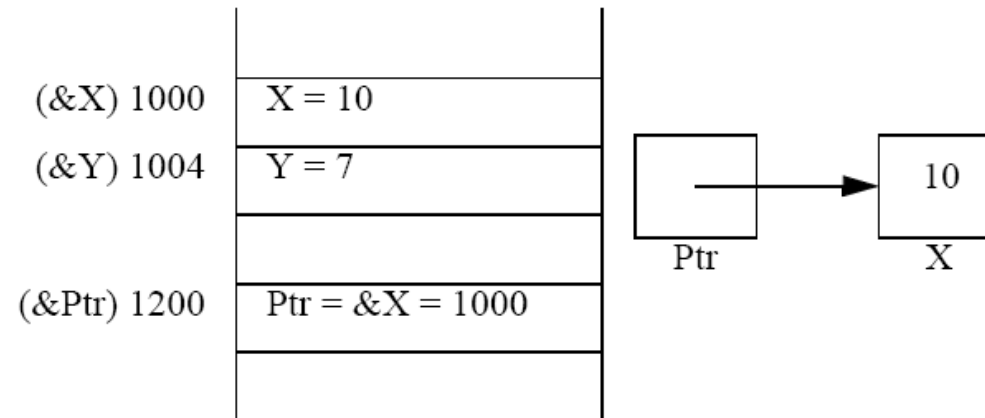 (&X) 1000 X = 10
(&Y) 1004 Y = 7
(&Ptr) 1200 Ptr = &X = 1000
10
Ptr X